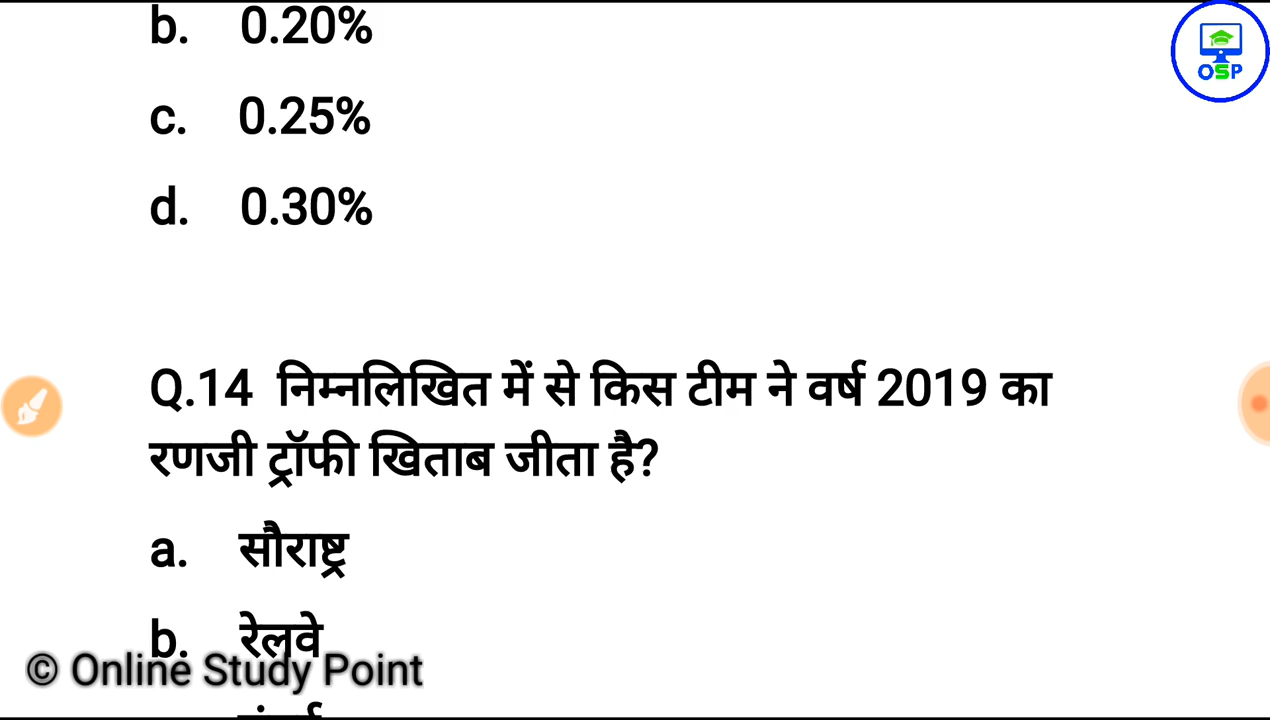 b. 0.20%
OSP
c. 0.25%
d. 0.30%
Q.14 निम्नलिखित में से किस टीम ने वर्ष 2019 का
रणजी ट्रॉफी खिताब जीता है?
a. सौराष्ट्र
b. रेलवे
© Online Study Point